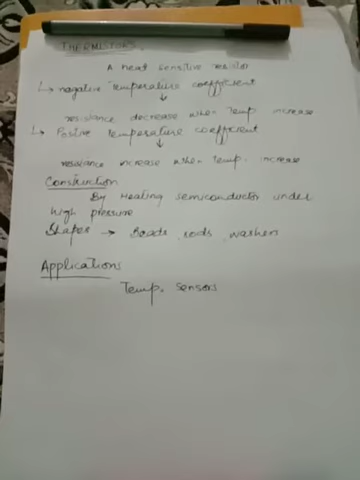 THERMISTORS.
A heat sensitive resistor
↳ negative temperature coefficient
↓
resistance decrease when temp increase
↳ Positive temperature coefficient
↓
resistance increase when temp. increase
Construction
By Heating semiconductor under
high pressure
Shapes → Beads, rods, washers
Applications
Temp. sensors